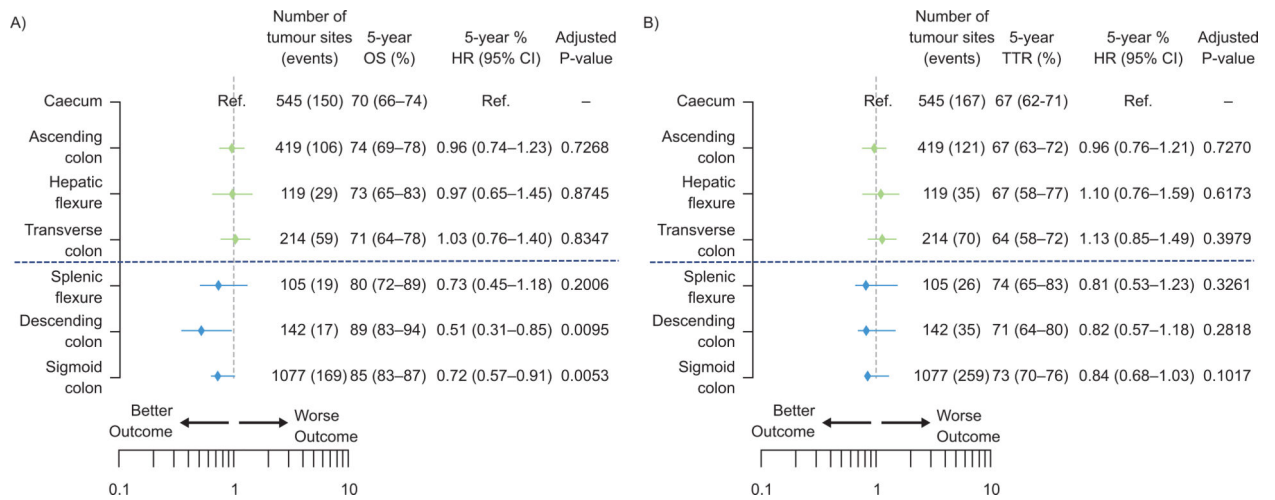 A)
Number of
tumour sites
(events)
5-year
OS (%)
5-year %
HR (95% CI)
Adjusted
P-value
Caecum
Ref.
545 (150)
70 (66–74)
Ref.
–
Ascending
colon
419 (106)
74 (69–78)
0.96 (0.74–1.23)
0.7268
Hepatic
flexure
119 (29)
73 (65–83)
0.97 (0.65–1.45)
0.8745
Transverse
colon
214 (59)
71 (64–78)
1.03 (0.76–1.40)
0.8347
Splenic
flexure
105 (19)
80 (72–89)
0.73 (0.45–1.18)
0.2006
Descending
colon
142 (17)
89 (83–94)
0.51 (0.31–0.85)
0.0095
Sigmoid
colon
1077 (169)
85 (83–87)
0.72 (0.57–0.91)
0.0053
Better
Outcome
Worse
Outcome
0.1
1
10
B)
Number of
tumour sites
(events)
5-year
TTR (%)
5-year %
HR (95% CI)
Adjusted
P-value
Caecum
Ref.
545 (167)
67 (62-71)
Ref.
–
Ascending
colon
419 (121)
67 (63–72)
0.96 (0.76–1.21)
0.7270
Hepatic
flexure
119 (35)
67 (58–77)
1.10 (0.76–1.59)
0.6173
Transverse
colon
214 (70)
64 (58–72)
1.13 (0.85–1.49)
0.3979
Splenic
flexure
105 (26)
74 (65–83)
0.81 (0.53–1.23)
0.3261
Descending
colon
142 (35)
71 (64–80)
0.82 (0.57–1.18)
0.2818
Sigmoid
colon
1077 (259)
73 (70–76)
0.84 (0.68–1.03)
0.1017
Better
Outcome
Worse
Outcome
0.1
1
10